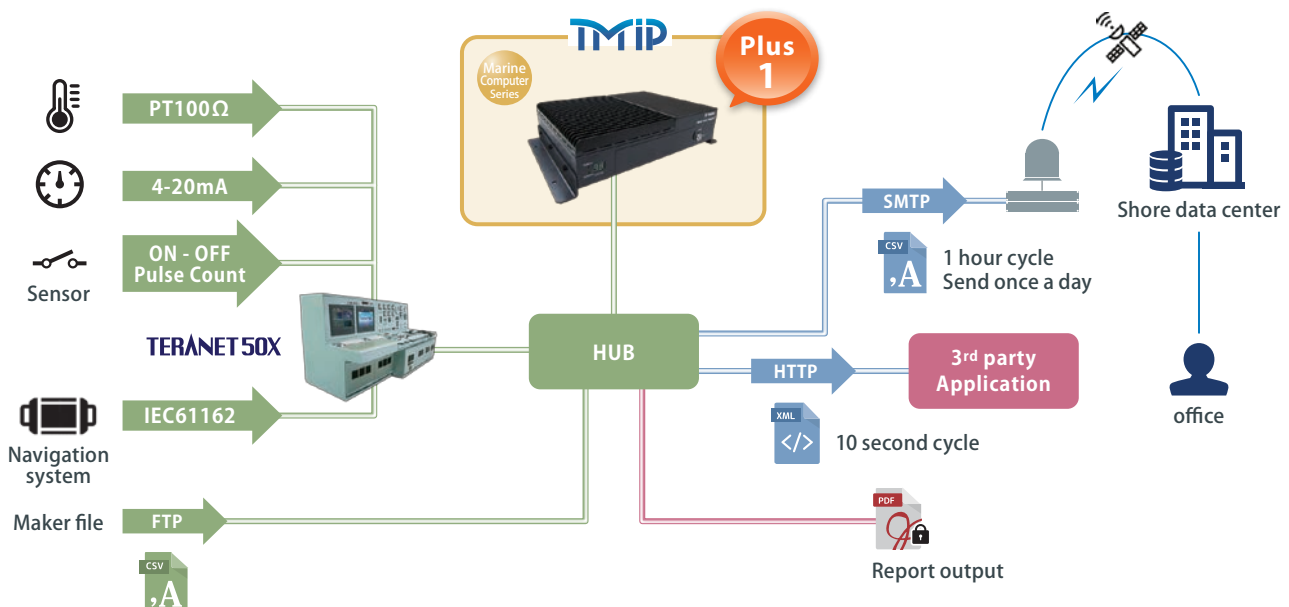 TMIP
Plus
1
Marine
Computer
Series
PT100Ω
4-20mA
ON - OFF
Pulse Count
Sensor
TERANET 50X
IEC61162
Navigation
system
Maker file
FTP
CSV
,A
HUB
SMTP
CSV
,A
1 hour cycle
Send once a day
HTTP
XML
</>
10 second cycle
3rd party
Application
PDF
Report output
Shore data center
office